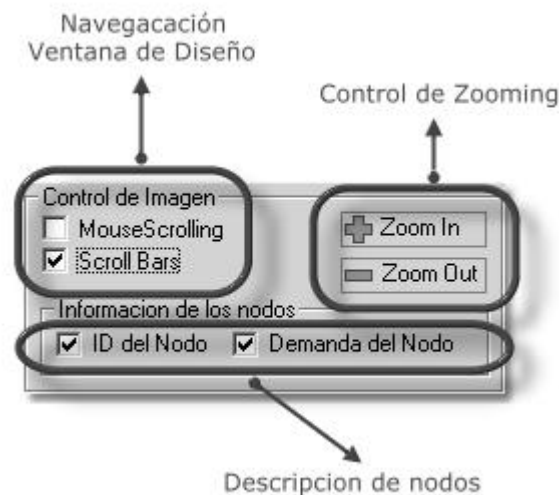 Navegacación
Ventana de Diseño
Control de Zooming
Control de Imagen
MouseScrolling
Scroll Bars
Zoom In
Zoom Out
Informacion de los nodos
ID del Nodo
Demanda del Nodo
Descripcion de nodos